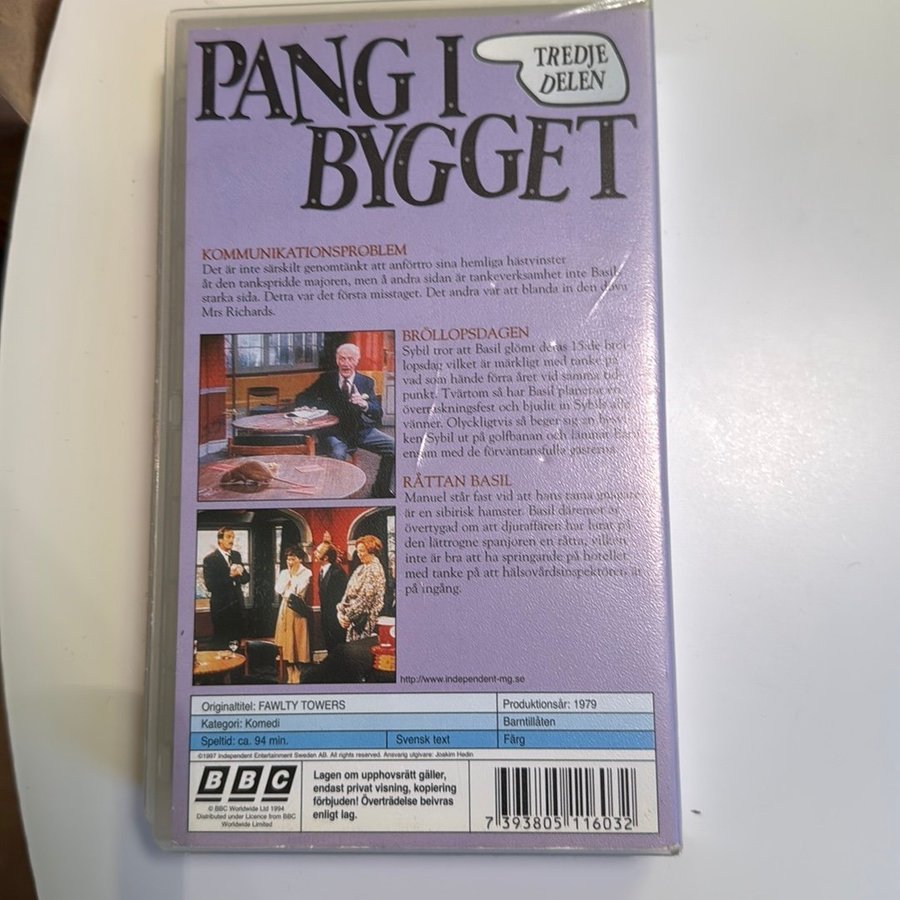 PANG I
BYGGET
TREDJE
DELEN
KOMMUNIKATIONSPROBLEM
Det är inte särskilt genomtänkt att anförtro sina hemliga hästvinster
åt den tankspridde majoren, men å andra sidan är tankeverksamhet inte Basils
starka sida. Detta var det första misstaget. Det andra var att blanda in den döva
Mrs Richards.
BRÖLLOPSDAGEN
Sybil tror att Basil glömt deras 15:de bröl-
lopsdag vilket är märkligt med tanke på
vad som hände förra året vid samma tid-
punkt. Tvärtom så har Basil planerat en
överraskningsfest och bjudit in Sybils alla
vänner. Olyckligtvis så beger sig en besvi-
ken Sybil ut på golfbanan och lämnar Basil
ensam med de förväntansfulla gästerna.
RÅTTAN BASIL
Manuel står fast vid att hans tama gnagare
är en sibirisk hamster. Basil däremot är
övertygad om att djuraffären har lurat på
den lättrogne spanjoren en råtta, vilken
inte är bra att ha springande på hotellet
med tanke på att hälsovårdsinspektören är
på ingång.
http://www.independent-mg.se
Originaltitel: FAWLTY TOWERS
Produktionsår: 1979
Kategori: Komedi
Barntillåten
Speltid: ca. 94 min.
Svensk text
Färg
©1997 Independent Entertainment Sweden AB. All rights reserved. Ansvarig utgivare: Joakim Hedin
BBC
© BBC Worldwide Ltd 1994
Distributed under Licence from BBC
Worldwide Limited
Lagen om upphovsrätt gäller,
endast privat visning, kopiering
förbjuden! Överträdelse beivras
enligt lag.
7 393805 116032